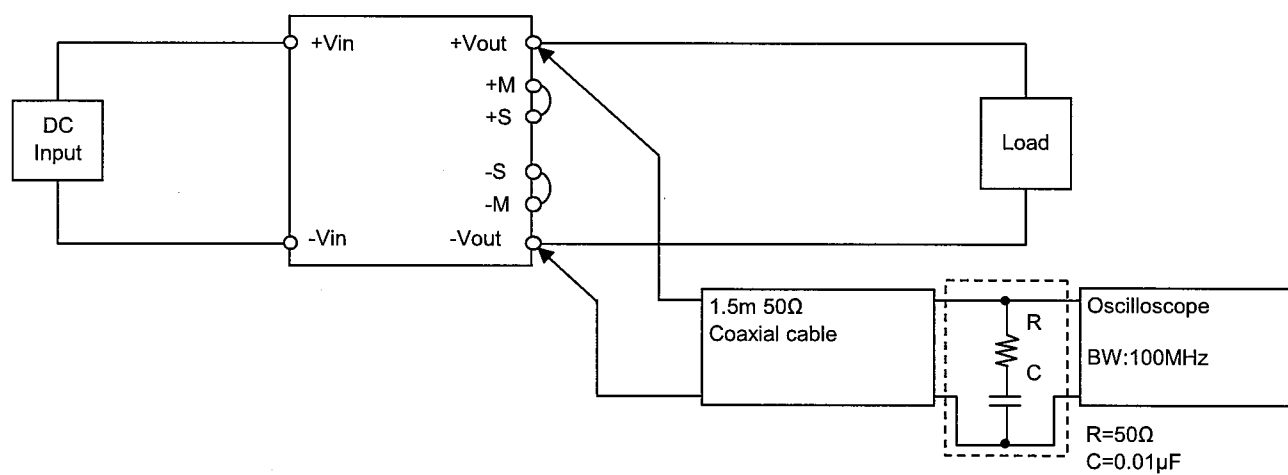 +Vin
+Vout
+M
+S
DC
Input
Load
-S
-M
-Vin
-Vout
1.5m 50Ω
Coaxial cable
R
C
Oscilloscope
BW:100MHz
R=50Ω
C=0.01µF